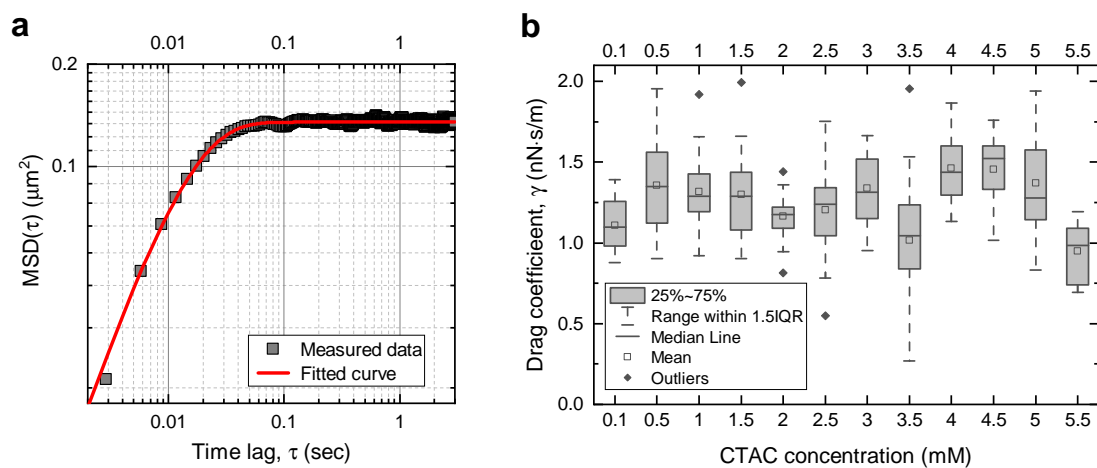 a
0.01 0.1 1
0.2
0.1
MSD(τ) (μm²)
Measured data
Fitted curve
0.01 0.1 1
Time lag, τ (sec)
b
0.1 0.5 1 1.5 2 2.5 3 3.5 4 4.5 5 5.5
2.0
1.5
1.0
0.5
0.0
Drag coefficieent, γ (nN·s/m)
25%~75%
Range within 1.5IQR
Median Line
Mean
Outliers
0.1 0.5 1 1.5 2 2.5 3 3.5 4 4.5 5 5.5
CTAC concentration (mM)